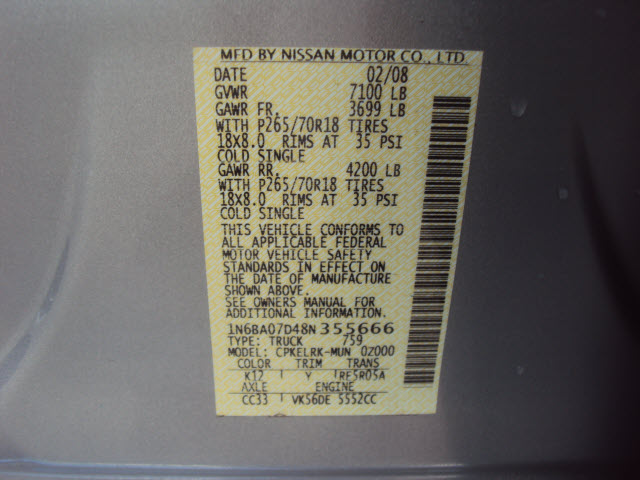 MFD BY NISSAN MOTOR CO., LTD.
DATE 02/08
GVWR 7100 LB
GAWR FR. 3699 LB
WITH P265/70R18 TIRES
18X8.0 RIMS AT 35 PSI
COLD SINGLE
GAWR RR. 4200 LB
WITH P265/70R18 TIRES
18X8.0 RIMS AT 35 PSI
COLD SINGLE
THIS VEHICLE CONFORMS TO
ALL APPLICABLE FEDERAL
MOTOR VEHICLE SAFETY
STANDARDS IN EFFECT ON
THE DATE OF MANUFACTURE
SHOWN ABOVE.
SEE OWNERS MANUAL FOR
ADDITIONAL INFORMATION.
1N6BA07D48N355666
TYPE: TRUCK 759
MODEL: CPKELRK-MUN 0Z000
COLOR TRIM TRANS
K12 Y RE5R05A
AXLE ENGINE
CC33 VK56DE 5552CC